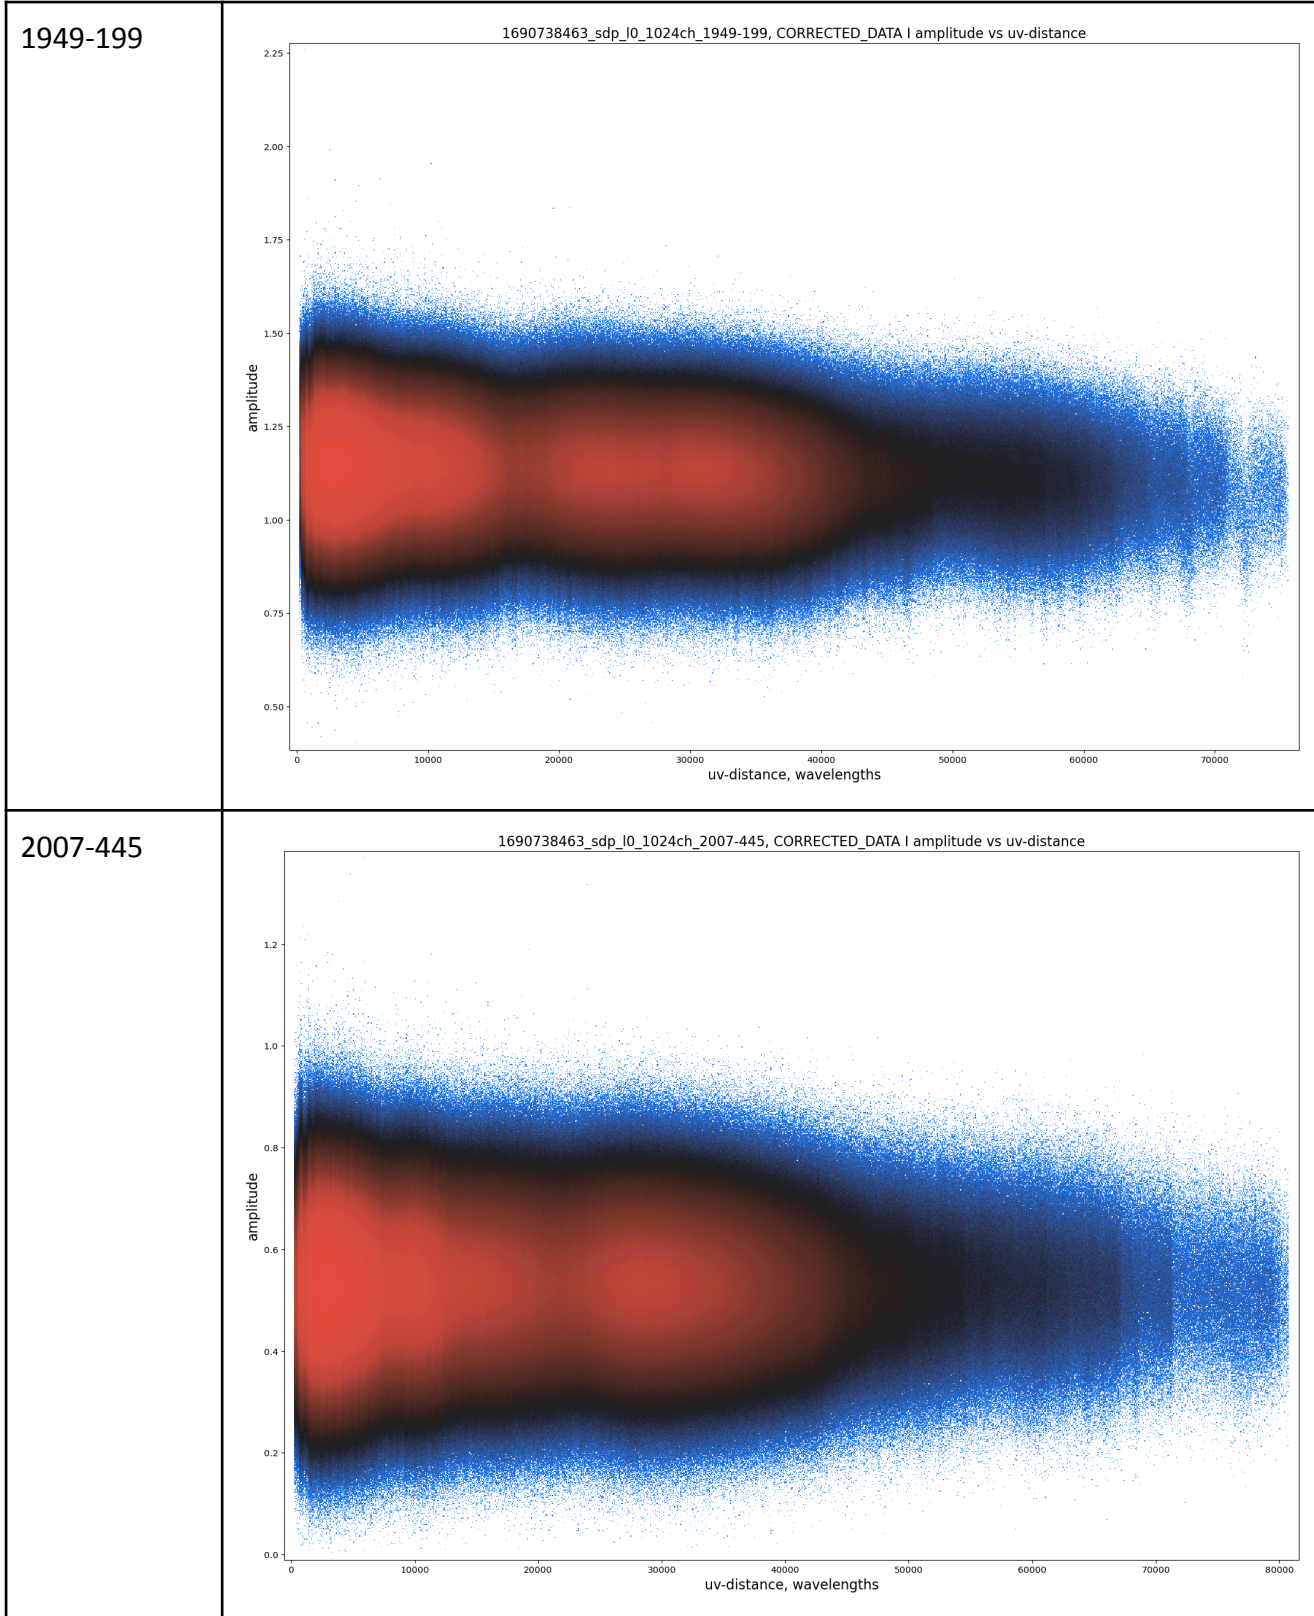 1949-199
1690738463_sdp_l0_1024ch_1949-199, CORRECTED_DATA I amplitude vs uv-distance
2.25
2.00
1.75
1.50
1.25
1.00
0.75
0.50
amplitude
0 10000 20000 30000 40000 50000 60000 70000
uv-distance, wavelengths
2007-445
1690738463_sdp_l0_1024ch_2007-445, CORRECTED_DATA I amplitude vs uv-distance
1.2
1.0
0.8
0.6
0.4
0.2
0.0
amplitude
0 10000 20000 30000 40000 50000 60000 70000 80000
uv-distance, wavelengths